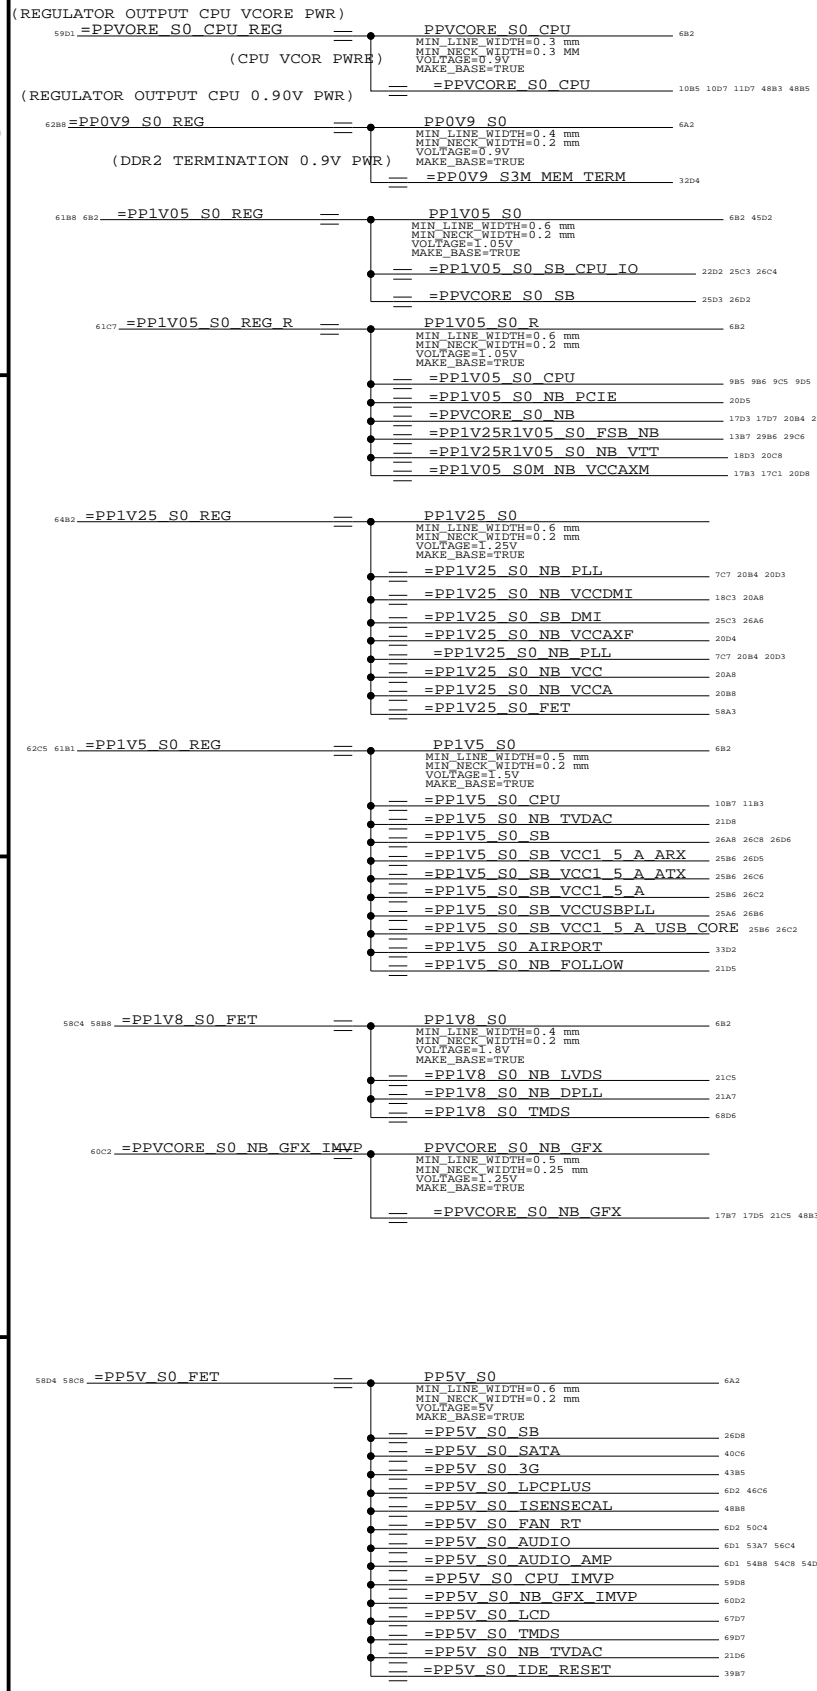 (REGULATOR OUTPUT CPU VCORE PWR)
59D1 =PPVORE_S0_CPU_REG PPVCORE_S0_CPU 6B2
MIN_LINE_WIDTH=0.3 mm
MIN_NECK_WIDTH=0.3 MM
VOLTAGE=0.9V
MAKE_BASE=TRUE
(CPU VCOR PWRE)
=PPVCORE_S0_CPU 10B5 10D7 11D7 48B3 48B5
(REGULATOR OUTPUT CPU 0.90V PWR)
62B8 =PP0V9_S0_REG PP0V9_S0 6A2
MIN_LINE_WIDTH=0.4 mm
MIN_NECK_WIDTH=0.2 mm
VOLTAGE=0.9V
MAKE_BASE=TRUE
(DDR2 TERMINATION 0.9V PWR)
=PP0V9_S3M_MEM_TERM 32D4
61B8 6B2 =PP1V05_S0_REG PP1V05_S0 6B2 45D2
MIN_LINE_WIDTH=0.6 mm
MIN_NECK_WIDTH=0.2 mm
VOLTAGE=1.05V
MAKE_BASE=TRUE
=PP1V05_S0_SB_CPU_IO 22D2 25C3 26C4
=PPVCORE_S0_SB 25D3 26D2
61C7 =PP1V05_S0_REG_R PP1V05_S0_R 6B2
MIN_LINE_WIDTH=0.6 mm
MIN_NECK_WIDTH=0.2 mm
VOLTAGE=1.05V
MAKE_BASE=TRUE
=PP1V05_S0_CPU 9B5 9B6 9C5 9D5
=PP1V05_S0_NB_PCIE 20D5
=PPVCORE_S0_NB 17D3 17D7 20B4 2
=PP1V25R1V05_S0_FSB_NB 13B7 29B6 29C6
=PP1V25R1V05_S0_NB_VTT 18D3 20C8
=PP1V05_S0M_NB_VCCAXM 17B3 17C1 20D8
64B2 =PP1V25_S0_REG PP1V25_S0
MIN_LINE_WIDTH=0.6 mm
MIN_NECK_WIDTH=0.2 mm
VOLTAGE=1.25V
MAKE_BASE=TRUE
=PP1V25_S0_NB_PLL 7C7 20B4 20D3
=PP1V25_S0_NB_VCCDMI 18C3 20A8
=PP1V25_S0_SB_DMI 25C3 26A6
=PP1V25_S0_NB_VCCAXF 20D4
=PP1V25_S0_NB_PLL 7C7 20B4 20D3
=PP1V25_S0_NB_VCC 20A8
=PP1V25_S0_NB_VCCA 20B8
=PP1V25_S0_FET 58A3
62C5 61B1 =PP1V5_S0_REG PP1V5_S0 6B2
MIN_LINE_WIDTH=0.5 mm
MIN_NECK_WIDTH=0.2 mm
VOLTAGE=1.5V
MAKE_BASE=TRUE
=PP1V5_S0_CPU 10B7 11B3
=PP1V5_S0_NB_TVDAC 21D8
=PP1V5_S0_SB 26A8 26C8 26D6
=PP1V5_S0_SB_VCC1_5_A_ARX 25B6 26D5
=PP1V5_S0_SB_VCC1_5_A_ATX 25B6 26C6
=PP1V5_S0_SB_VCC1_5_A 25B6 26C2
=PP1V5_S0_SB_VCCUSBPLL 25A6 26B6
=PP1V5_S0_SB_VCC1_5_A_USB_CORE 25B6 26C2
=PP1V5_S0_AIRPORT 33D2
=PP1V5_S0_NB_FOLLOW 21D5
58C4 58B8 =PP1V8_S0_FET PP1V8_S0 6B2
MIN_LINE_WIDTH=0.4 mm
MIN_NECK_WIDTH=0.2 mm
VOLTAGE=1.8V
MAKE_BASE=TRUE
=PP1V8_S0_NB_LVDS 21C5
=PP1V8_S0_NB_DPLL 21A7
=PP1V8_S0_TMDS 68D6
60C2 =PPVCORE_S0_NB_GFX_IMVP PPVCORE_S0_NB_GFX
MIN_LINE_WIDTH=0.5 mm
MIN_NECK_WIDTH=0.25 mm
VOLTAGE=1.25V
MAKE_BASE=TRUE
=PPVCORE_S0_NB_GFX 17B7 17D5 21C5 48B3
58D4 58C8 =PP5V_S0_FET PP5V_S0 6A2
MIN_LINE_WIDTH=0.6 mm
MIN_NECK_WIDTH=0.2 mm
VOLTAGE=5V
MAKE_BASE=TRUE
=PP5V_S0_SB 26D8
=PP5V_S0_SATA 40C6
=PP5V_S0_3G 43B5
=PP5V_S0_LPCPLUS 6D2 46C6
=PP5V_S0_ISENSECAL 48B8
=PP5V_S0_FAN_RT 6D2 50C4
=PP5V_S0_AUDIO 6D1 53A7 56C4
=PP5V_S0_AUDIO_AMP 6D1 54B8 54C8 54D
=PP5V_S0_CPU_IMVP 59D8
=PP5V_S0_NB_GFX_IMVP 60D2
=PP5V_S0_LCD 67D7
=PP5V_S0_TMDS 69D7
=PP5V_S0_NB_TVDAC 21D6
=PP5V_S0_IDE_RESET 39B7